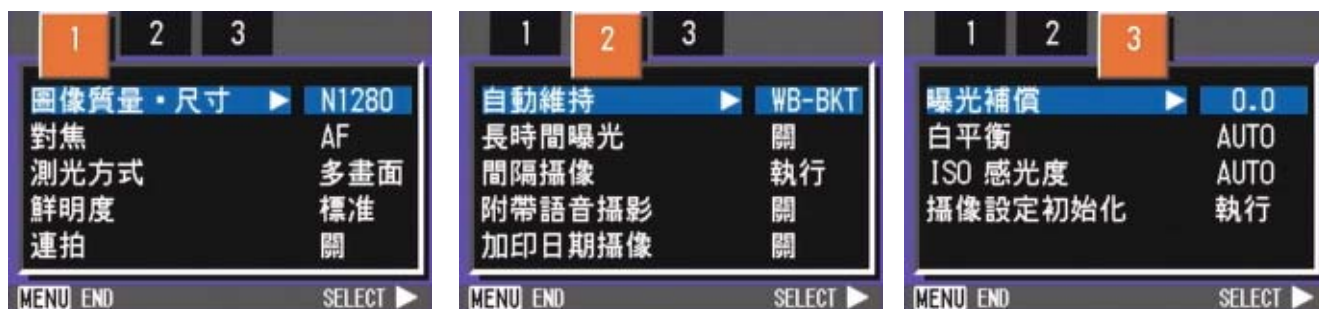 1 2 3
圖像質量・尺寸 ▶ N1280
對焦 AF
測光方式 多畫面
鮮明度 標准
連拍 關
MENU END SELECT ▶
1 2 3
自動維持 ▶ WB-BKT
長時間曝光 關
間隔攝像 執行
附帶語音攝影 關
加印日期攝像 關
MENU END SELECT ▶
1 2 3
曝光補償 ▶ 0.0
白平衡 AUTO
ISO 感光度 AUTO
攝像設定初始化 執行
MENU END SELECT ▶